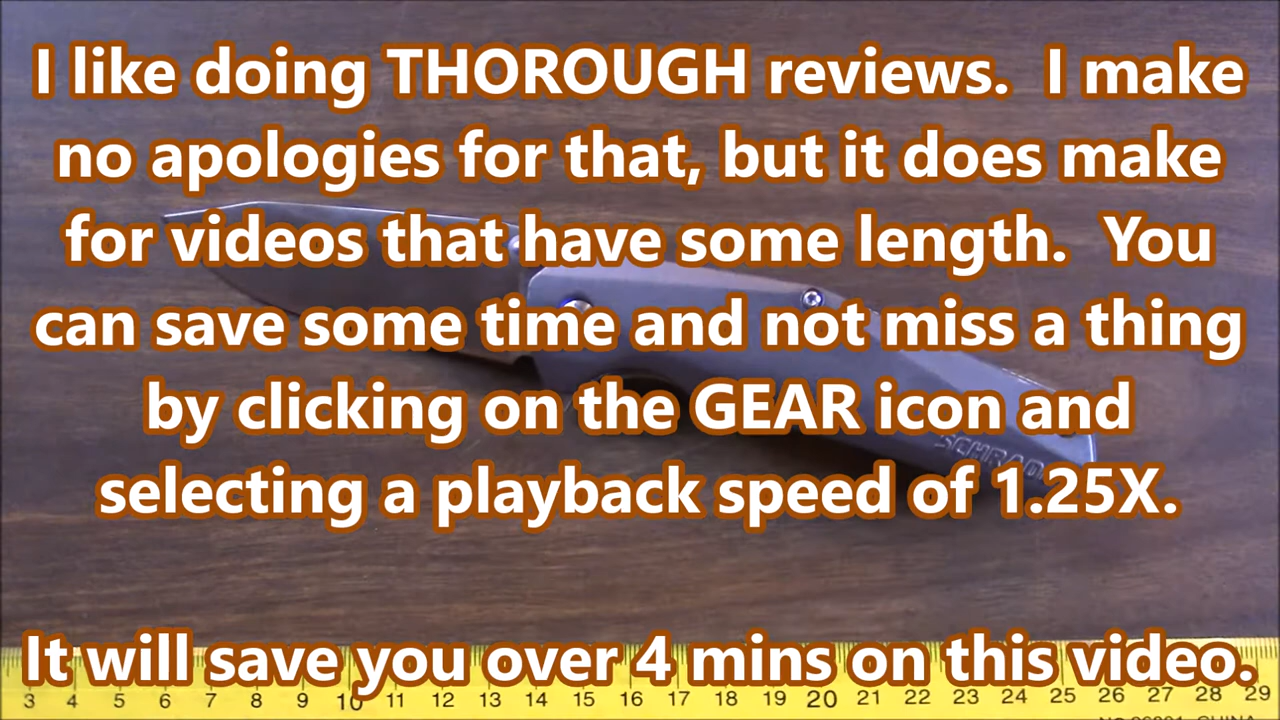 I like doing THOROUGH reviews.  I make
no apologies for that, but it does make
for videos that have some length.  You
can save some time and not miss a thing
by clicking on the GEAR icon and
selecting a playback speed of 1.25X.
It will save you over 4 mins on this video.
SCHRAD
3 4 5 6 7 8 9 10 11 12 13 14 15 16 17 18 19 20 21 22 23 24 25 26 27 28 29